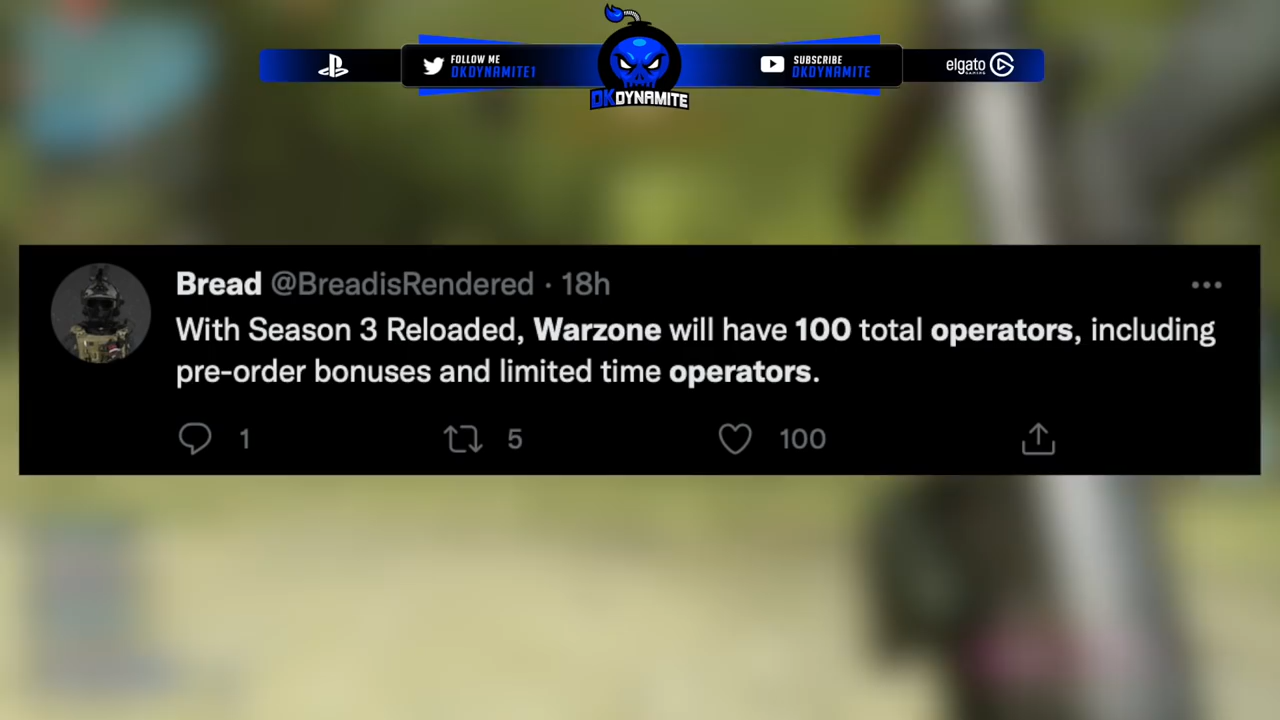 FOLLOW ME
DKDYNAMITE1
SUBSCRIBE
DKDYNAMITE
elgato
GAMING
DKDYNAMITE
Bread @BreadisRendered · 18h
With Season 3 Reloaded, Warzone will have 100 total operators, including
pre-order bonuses and limited time operators.
1 5 100